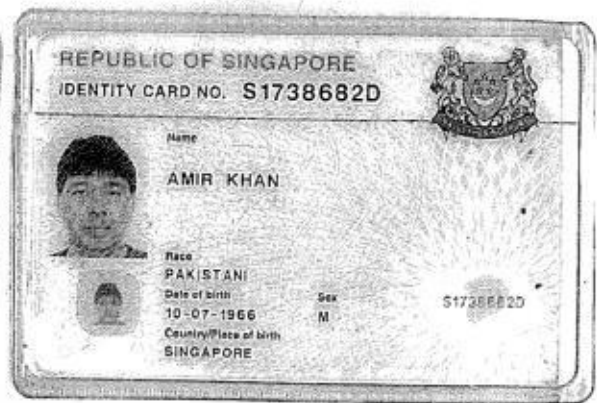 REPUBLIC OF SINGAPORE
IDENTITY CARD NO. S1738682D
Name
AMIR KHAN
Race
PAKISTANI
Date of birth Sex
10-07-1966 M
S1738682D
Country/Place of birth
SINGAPORE